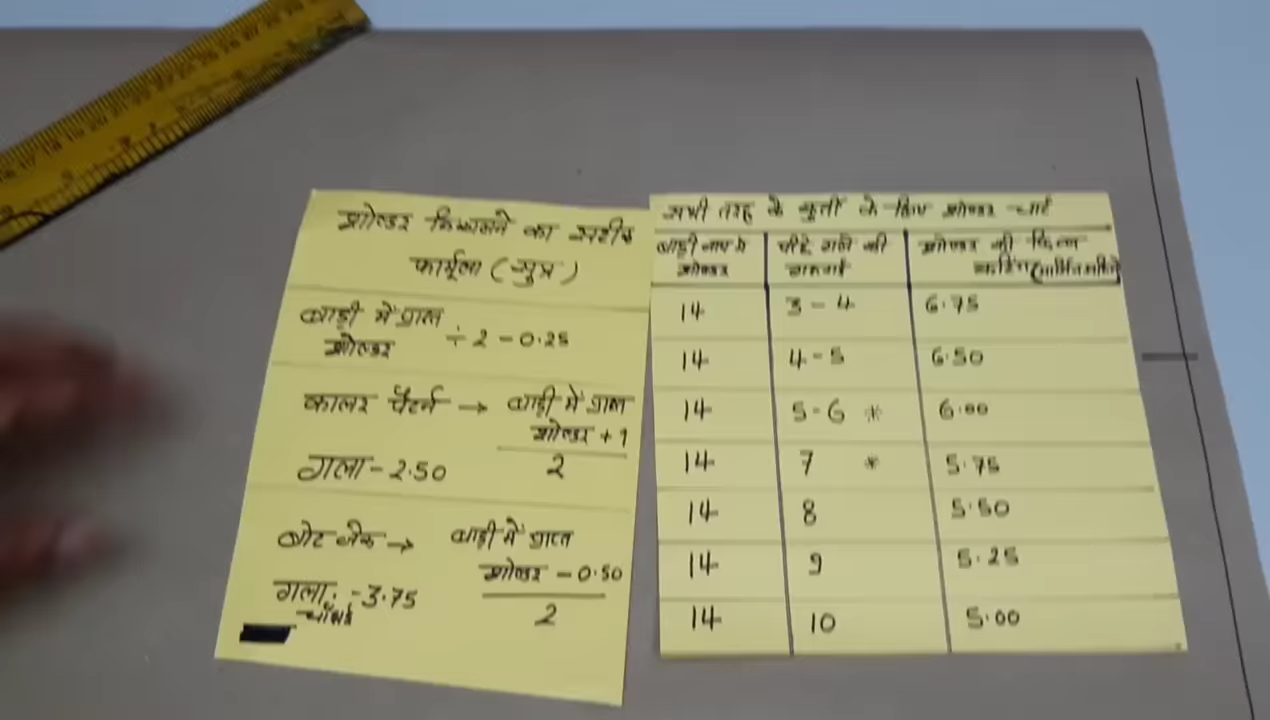 शोल्डर निकालने का सटीक
फार्मूला (सूत्र)
बाड़ी में प्राप्त
शोल्डर ÷ 2 - 0.25
कालर पैटर्न → बाड़ी में प्राप्त
शोल्डर + 1
गला - 2.50 2
बोट नेक → बाड़ी में प्राप्त
शोल्डर - 0.50
गला - 3.75 2
सभी तरह के कुर्ती के लिए शोल्डर चार्ट
बाड़ी नाप में पीछे गले की शोल्डर की
शोल्डर गहराई कटिंग
14 3-4 6.75
14 4-5 6.50
14 5-6 * 6.00
14 7 * 5.75
14 8 5.50
14 9 5.25
14 10 5.00